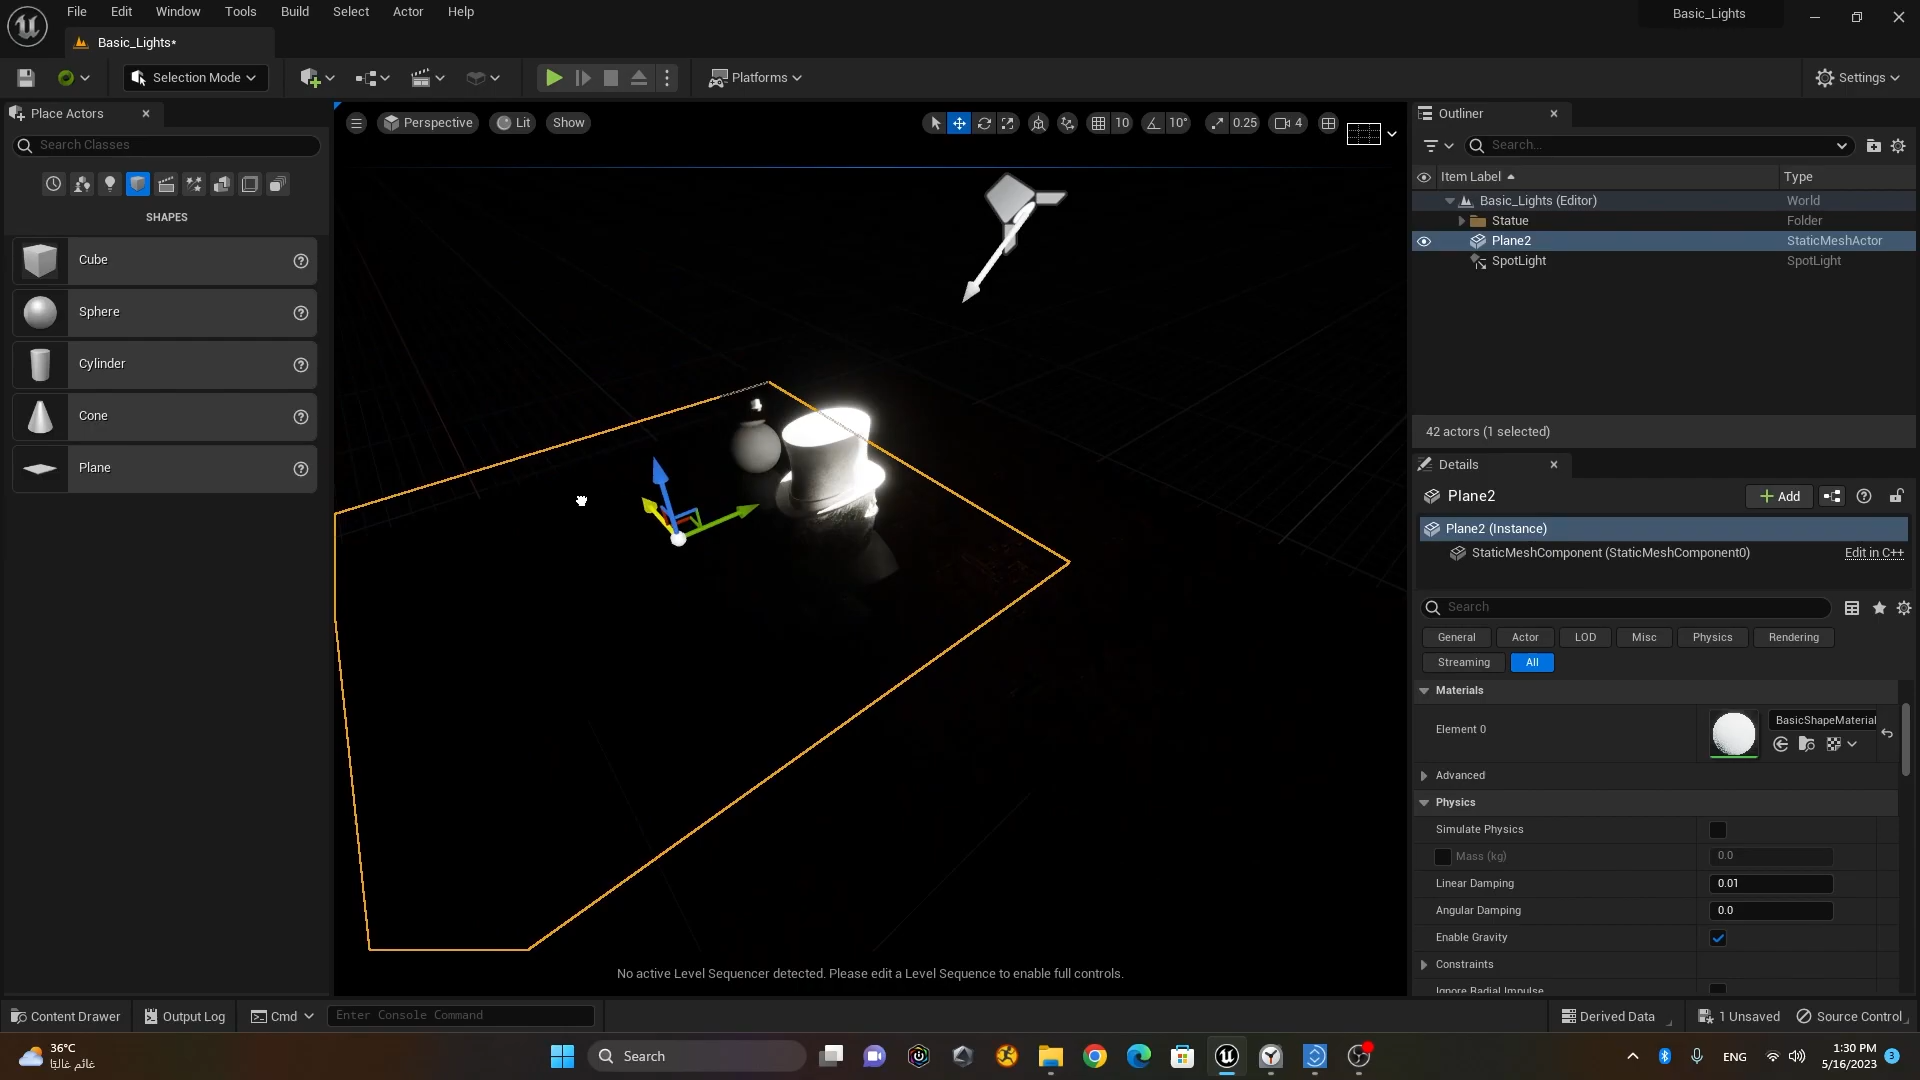 File Edit Window Tools Build Select Actor Help
Basic_Lights
Basic_Lights*
Selection Mode
Platforms
Settings
Place Actors
Search Classes
SHAPES
Cube
Sphere
Cylinder
Cone
Plane
Perspective
Lit
Show
10
10°
0.25
4
No active Level Sequencer detected. Please edit a Level Sequence to enable full controls.
Outliner
Search...
Item Label Type
Basic_Lights (Editor) World
Statue Folder
Plane2 StaticMeshActor
SpotLight SpotLight
42 actors (1 selected)
Details
Plane2
Add
Plane2 (Instance)
StaticMeshComponent (StaticMeshComponent0) Edit in C++
Search
General Actor LOD Misc Physics Rendering
Streaming All
Materials
Element 0
BasicShapeMaterial
Advanced
Physics
Simulate Physics
Mass (kg) 0.0
Linear Damping 0.01
Angular Damping 0.0
Enable Gravity
Constraints
Ignore Radial Impulse
Content Drawer
Output Log
Cmd
Enter Console Command
Derived Data
1 Unsaved
Source Control
36°C
غائم غالبًا
Search
ENG
1:30 PM
5/16/2023
3